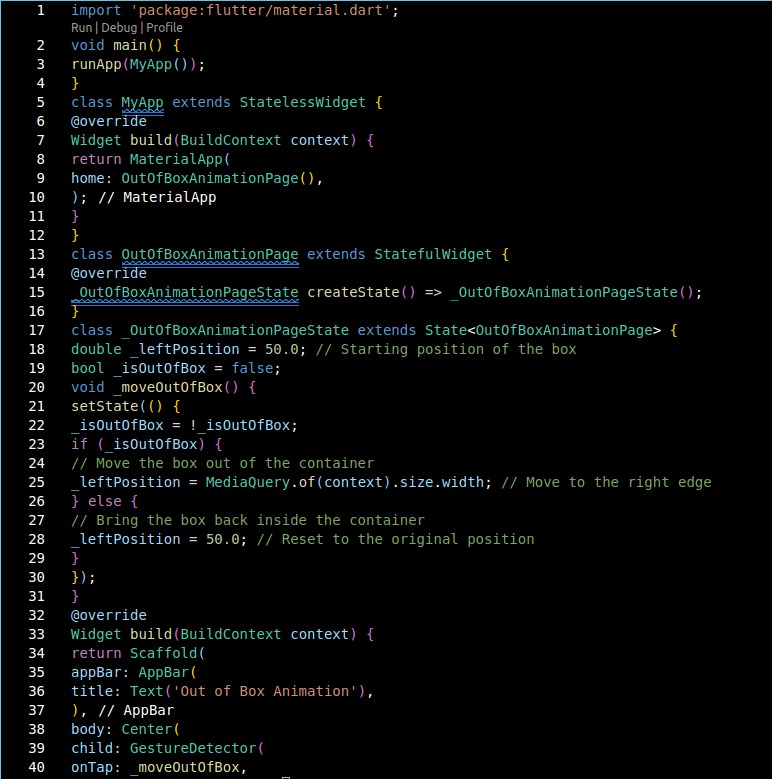 1 import 'package:flutter/material.dart';
Run | Debug | Profile
2 void main() {
3 runApp(MyApp());
4 }
5 class MyApp extends StatelessWidget {
6 @override
7 Widget build(BuildContext context) {
8 return MaterialApp(
9 home: OutOfBoxAnimationPage(),
10 ); // MaterialApp
11 }
12 }
13 class OutOfBoxAnimationPage extends StatefulWidget {
14 @override
15 _OutOfBoxAnimationPageState createState() => _OutOfBoxAnimationPageState();
16 }
17 class _OutOfBoxAnimationPageState extends State<OutOfBoxAnimationPage> {
18 double _leftPosition = 50.0; // Starting position of the box
19 bool _isOutOfBox = false;
20 void _moveOutOfBox() {
21 setState(() {
22 _isOutOfBox = !_isOutOfBox;
23 if (_isOutOfBox) {
24 // Move the box out of the container
25 _leftPosition = MediaQuery.of(context).size.width; // Move to the right edge
26 } else {
27 // Bring the box back inside the container
28 _leftPosition = 50.0; // Reset to the original position
29 }
30 });
31 }
32 @override
33 Widget build(BuildContext context) {
34 return Scaffold(
35 appBar: AppBar(
36 title: Text('Out of Box Animation'),
37 ), // AppBar
38 body: Center(
39 child: GestureDetector(
40 onTap: _moveOutOfBox,